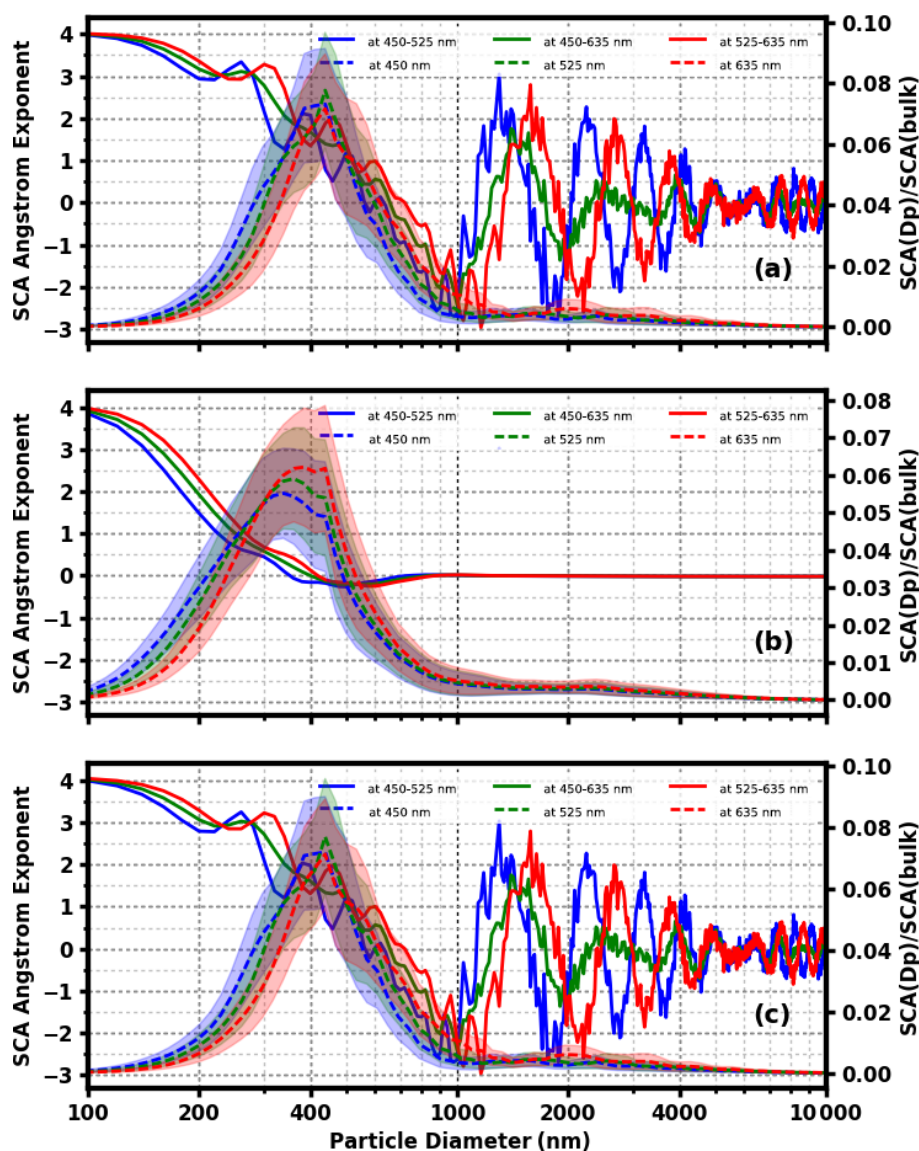 SCA Angstrom Exponent
4
3
2
1
0
−1
−2
−3
at 450-525 nm
at 450-635 nm
at 525-635 nm
at 450 nm
at 525 nm
at 635 nm
(a)
0.10
0.08
0.06
0.04
0.02
0.00
SCA(Dp)/SCA(bulk)
SCA Angstrom Exponent
4
3
2
1
0
−1
−2
−3
at 450-525 nm
at 450-635 nm
at 525-635 nm
at 450 nm
at 525 nm
at 635 nm
(b)
0.08
0.07
0.06
0.05
0.04
0.03
0.02
0.01
0.00
SCA(Dp)/SCA(bulk)
SCA Angstrom Exponent
4
3
2
1
0
−1
−2
−3
at 450-525 nm
at 450-635 nm
at 525-635 nm
at 450 nm
at 525 nm
at 635 nm
(c)
0.10
0.08
0.06
0.04
0.02
0.00
SCA(Dp)/SCA(bulk)
100 200 400 1000 2000 4000 10000
Particle Diameter (nm)